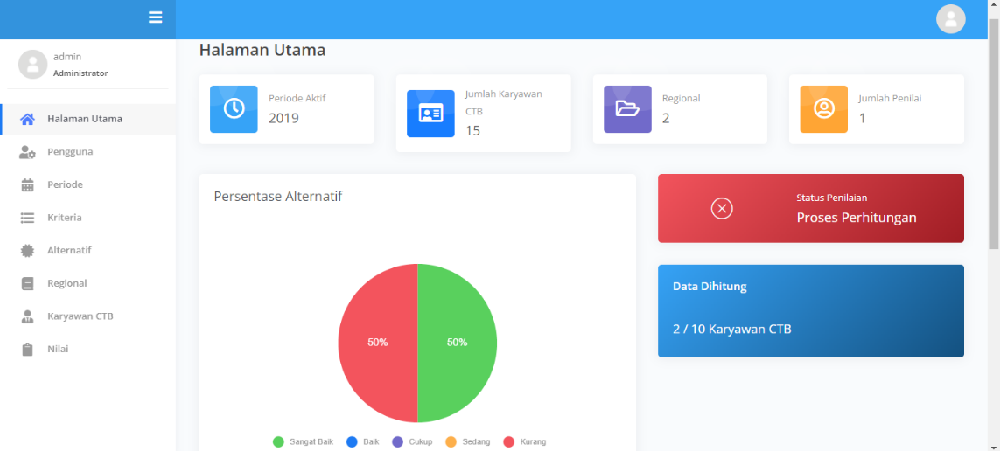 admin
Administrator
Halaman Utama
Pengguna
Periode
Kriteria
Alternatif
Regional
Karyawan CTB
Nilai
Halaman Utama
Periode Aktif
2019
Jumlah Karyawan
CTB
15
Regional
2
Jumlah Penilai
1
Persentase Alternatif
50%
50%
Sangat Baik
Baik
Cukup
Sedang
Kurang
Status Penilaian
Proses Perhitungan
Data Dihitung
2 / 10 Karyawan CTB